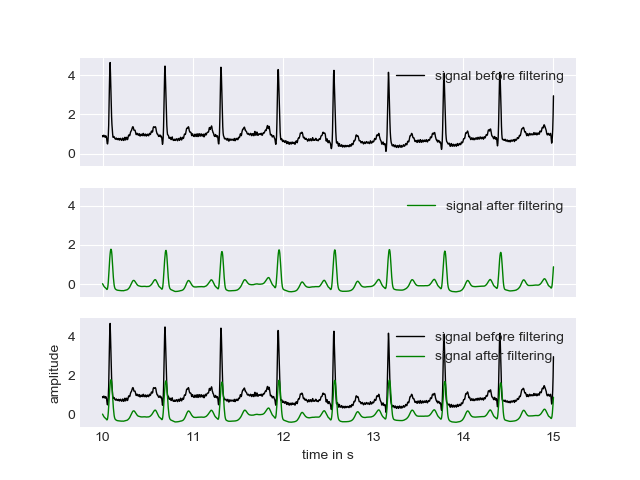 4
2
0
signal before filtering
4
2
0
signal after filtering
4
2
0
signal before filtering
signal after filtering
amplitude
10 11 12 13 14 15
time in s